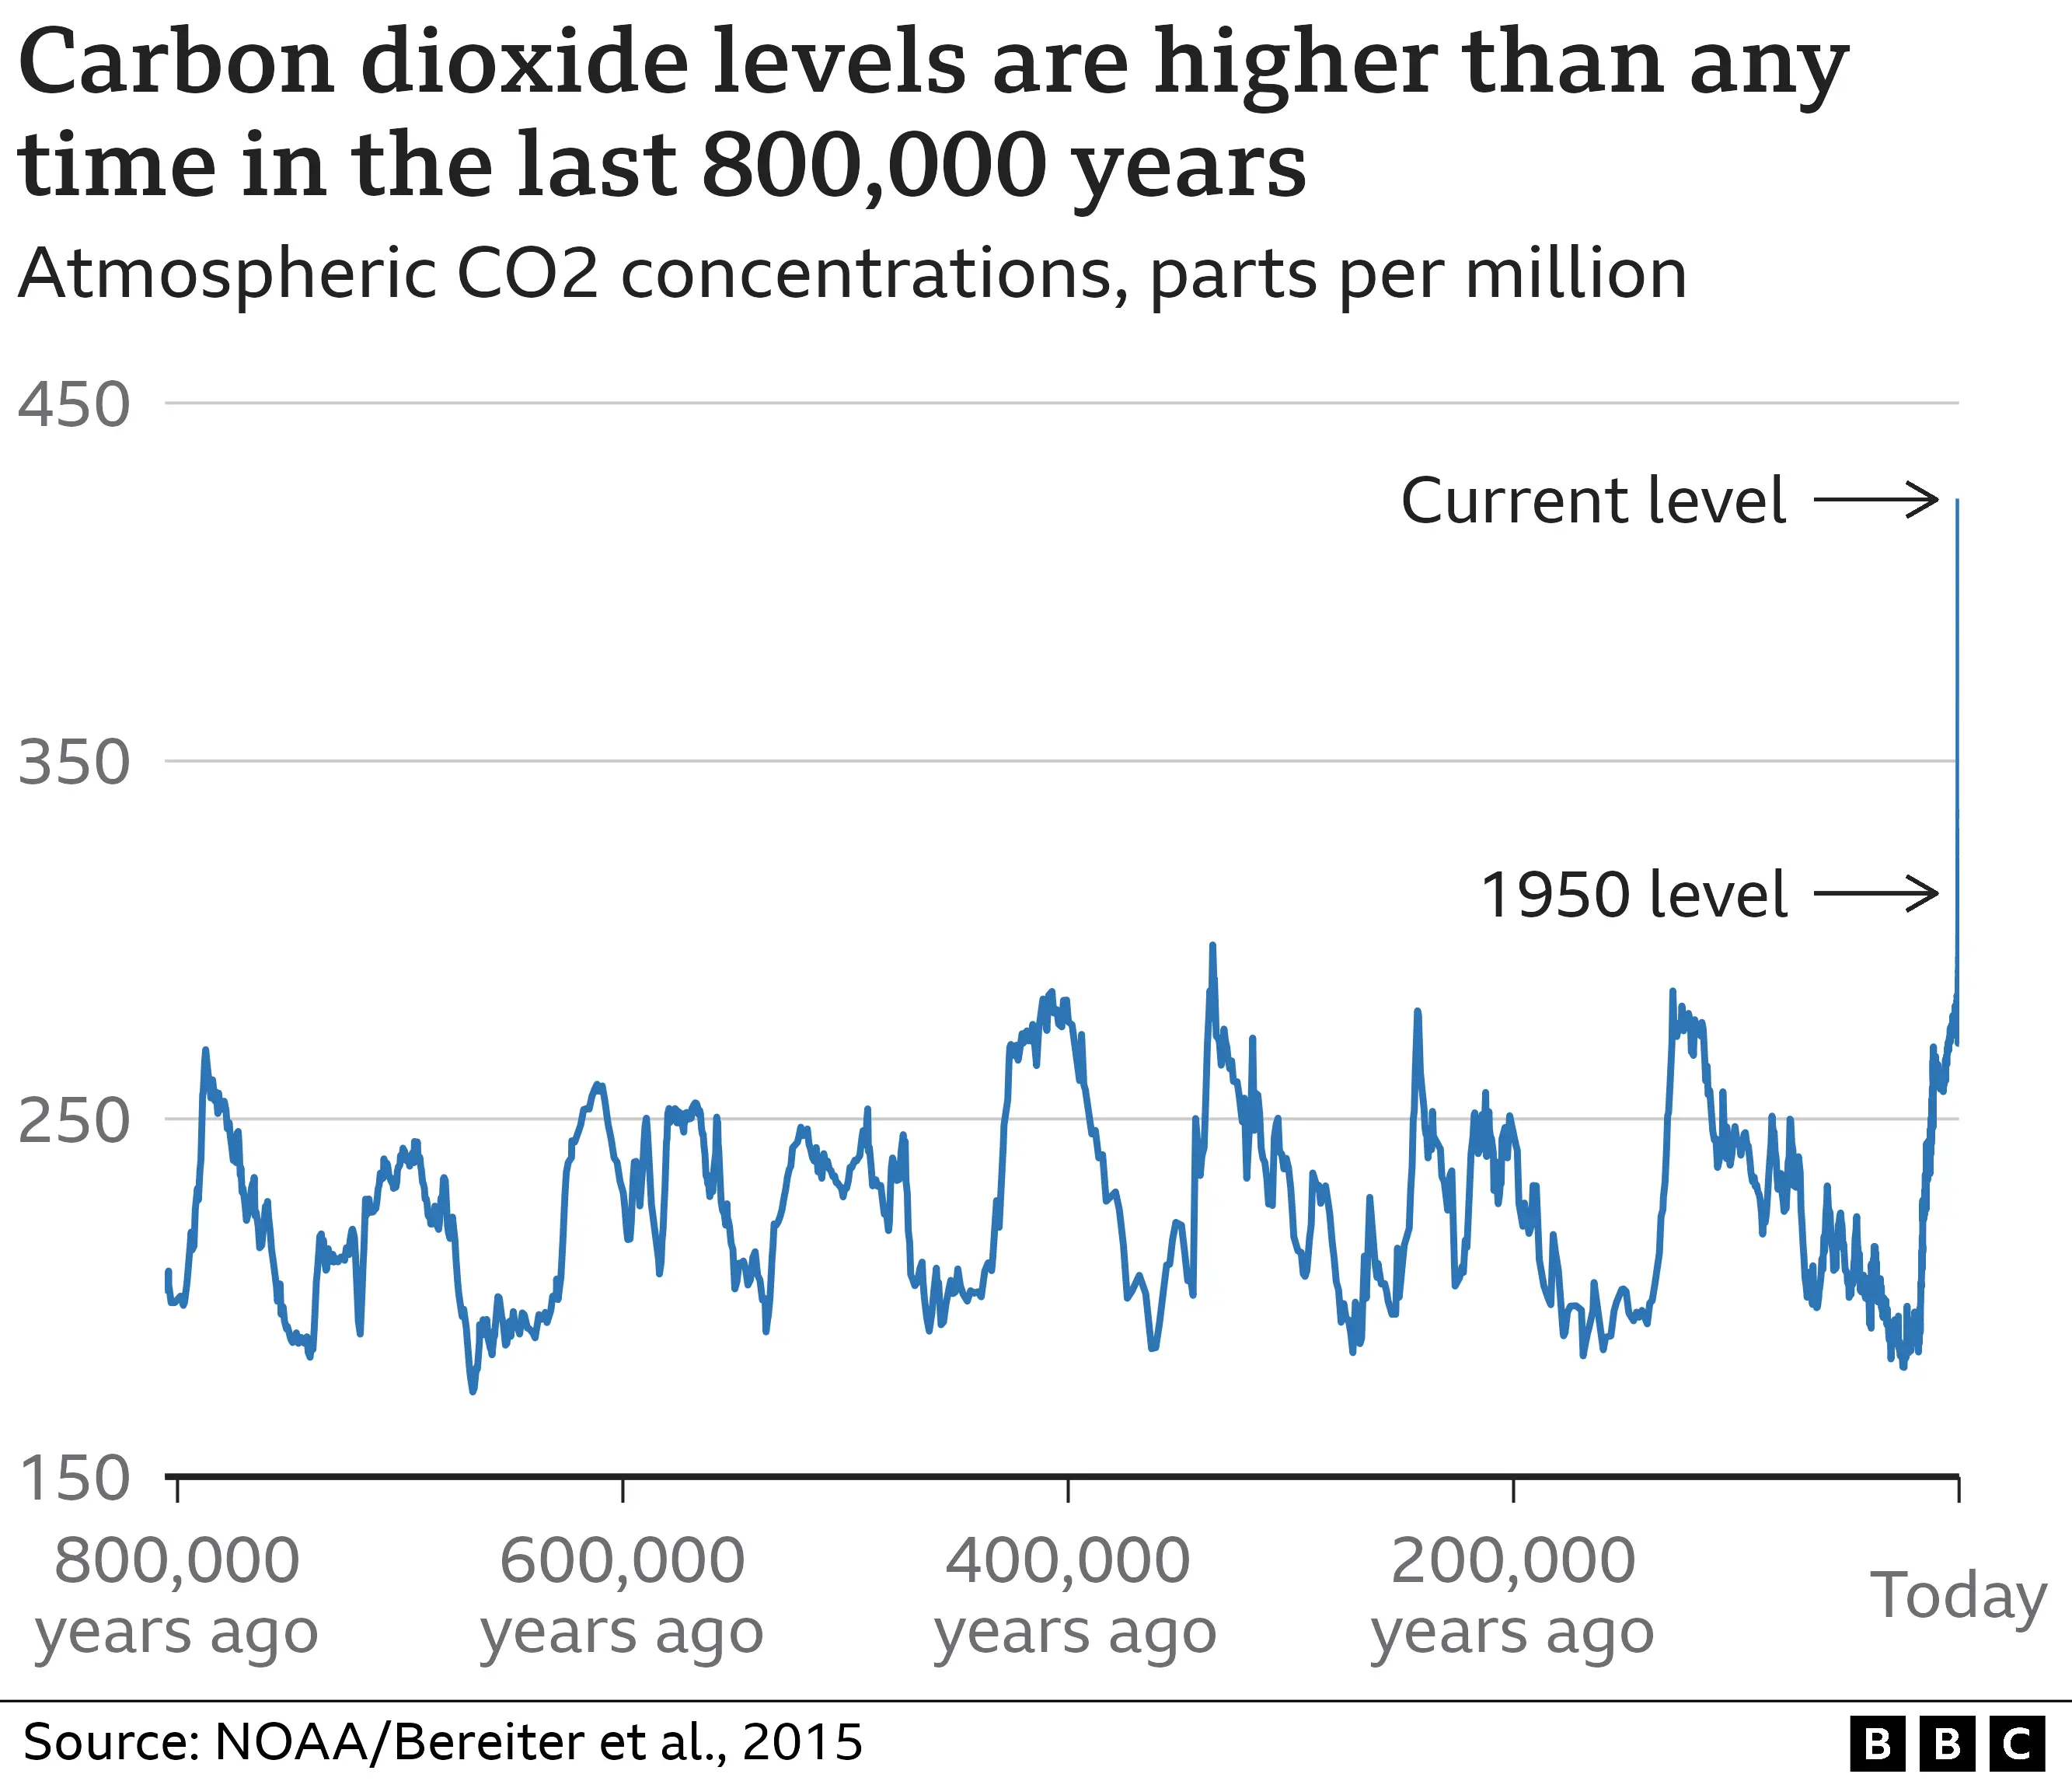 Carbon dioxide levels are higher than any
time in the last 800,000 years
Atmospheric CO2 concentrations, parts per million
450
Current level
350
1950 level
250
150
800,000
years ago
600,000
years ago
400,000
years ago
200,000
years ago
Today
Source: NOAA/Bereiter et al., 2015
BBC